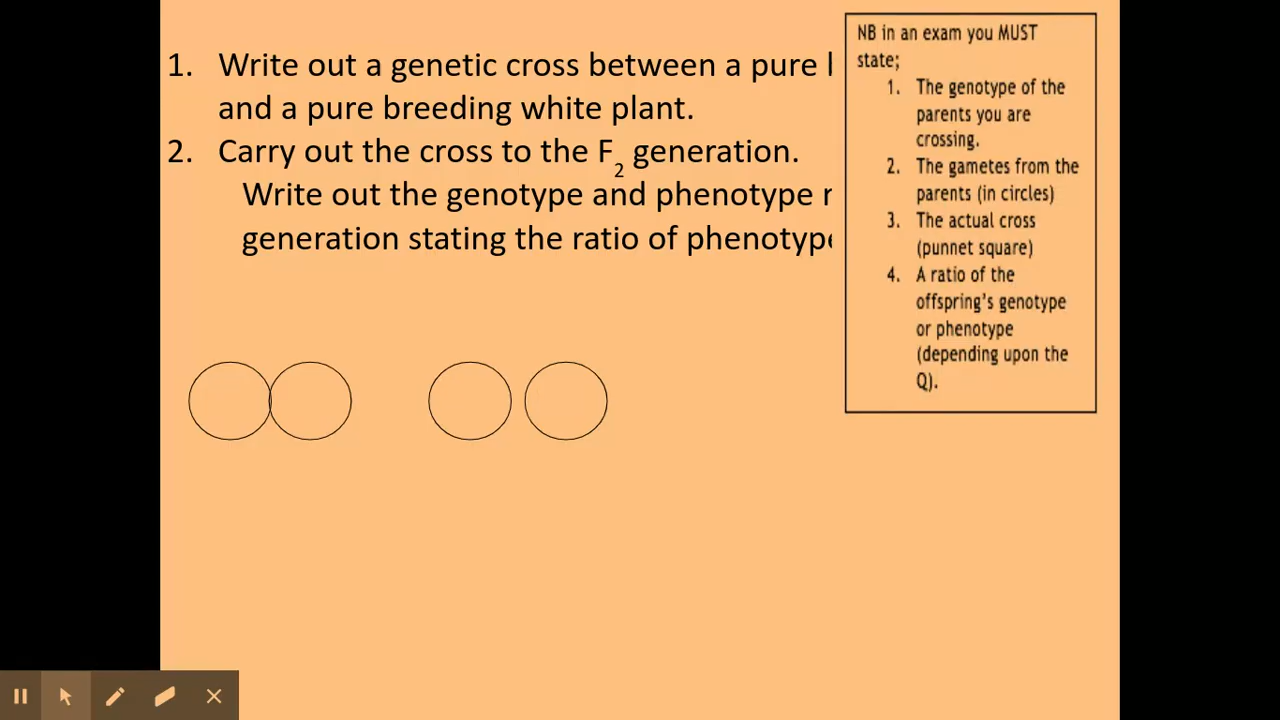 1. Write out a genetic cross between a pure
and a pure breeding white plant.
2. Carry out the cross to the F2 generation.
Write out the genotype and phenotype
generation stating the ratio of
NB in an exam you MUST
state;
1. The genotype of the
parents you are
crossing.
2. The gametes from the
parents (in circles)
3. The actual cross
(punnet square)
4. A ratio of the
offspring's genotype
or phenotype
(depending upon the
Q).